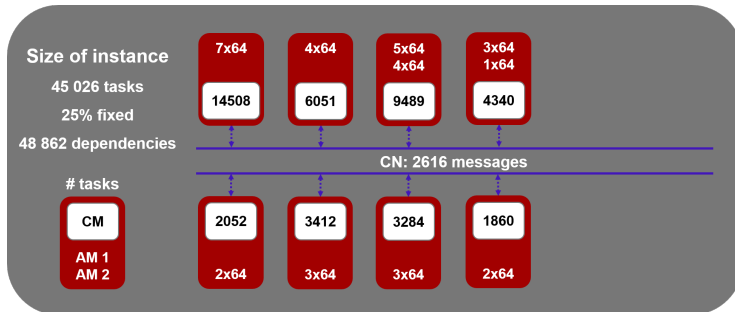 Size of instance
45 026 tasks
25% fixed
48 862 dependencies
# tasks
CM
AM 1
AM 2
7x64
14508
4x64
6051
5x64
4x64
9489
3x64
1x64
4340
CN: 2616 messages
2052
2x64
3412
3x64
3284
3x64
1860
2x64